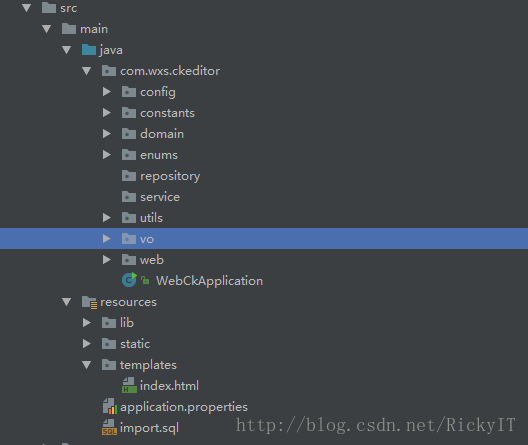 src
main
java
com.wxs.ckeditor
config
constants
domain
enums
repository
service
utils
vo
web
WebCkApplication
resources
lib
static
templates
index.html
application.properties
import.sql
http://blog.csdn.net/RickyIT